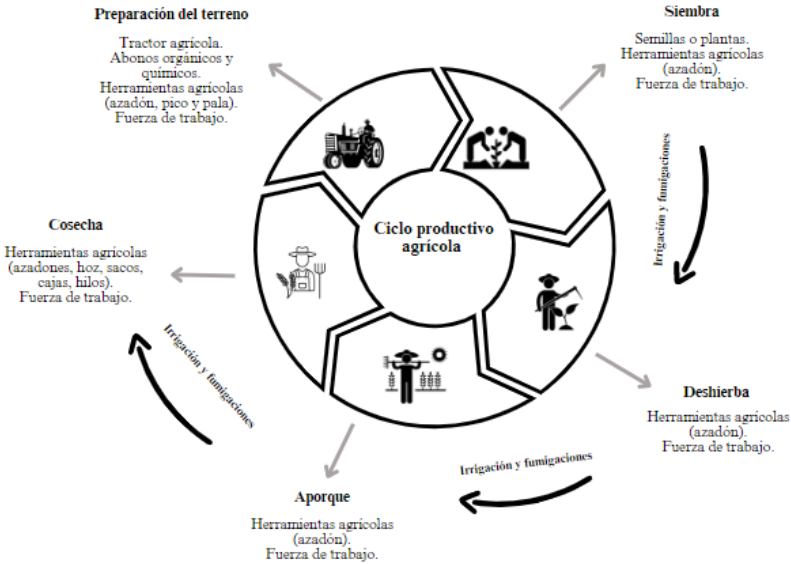 Preparación del terreno
Tractor agrícola.
Abonos orgánicos y
químicos.
Herramientas agrícolas
(azadón, pico y pala).
Fuerza de trabajo.
Siembra
Semillas o plantas.
Herramientas agrícolas
(azadón).
Fuerza de trabajo.
Irrigación y fumigaciones
Ciclo productivo
agrícola
Deshierba
Herramientas agrícolas
(azadón).
Fuerza de trabajo.
Irrigación y fumigaciones
Aporque
Herramientas agrícolas
(azadón).
Fuerza de trabajo.
Irrigación y fumigaciones
Cosecha
Herramientas agrícolas
(azadones, hoz, sacos,
cajas, hilos).
Fuerza de trabajo.